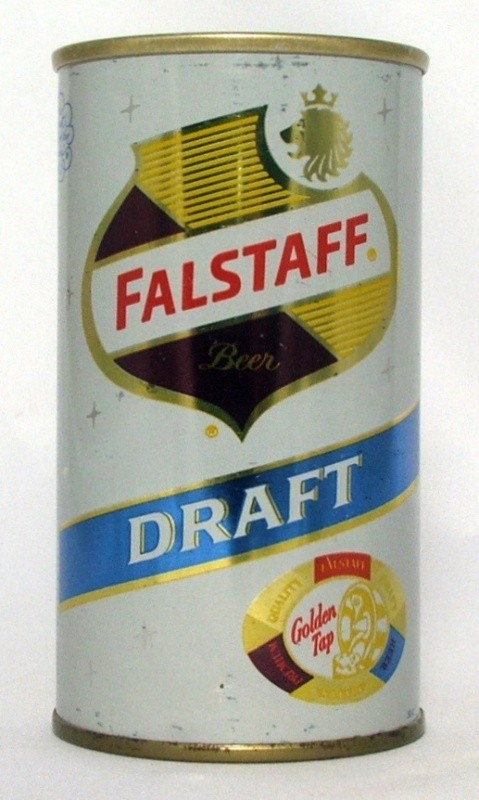 FALSTAFF®
Beer
®
DRAFT
FALSTAFF
QUALITY
Golden
Tap